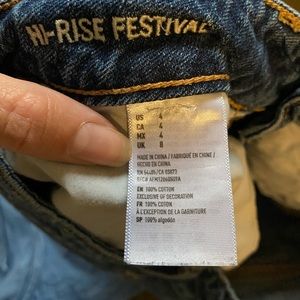 HI-RISE FESTIVAL
US 4
CA 4
MX 4
UK 8
MADE IN CHINA / FABRIQUÉ EN CHINE /
HECHO EN CHINA
EN 100% COTTON
EXCLUSIVE OF DECORATION
FR 100% COTON
À L'EXCEPTION DE LA GARNITURE
SP 100% algodón